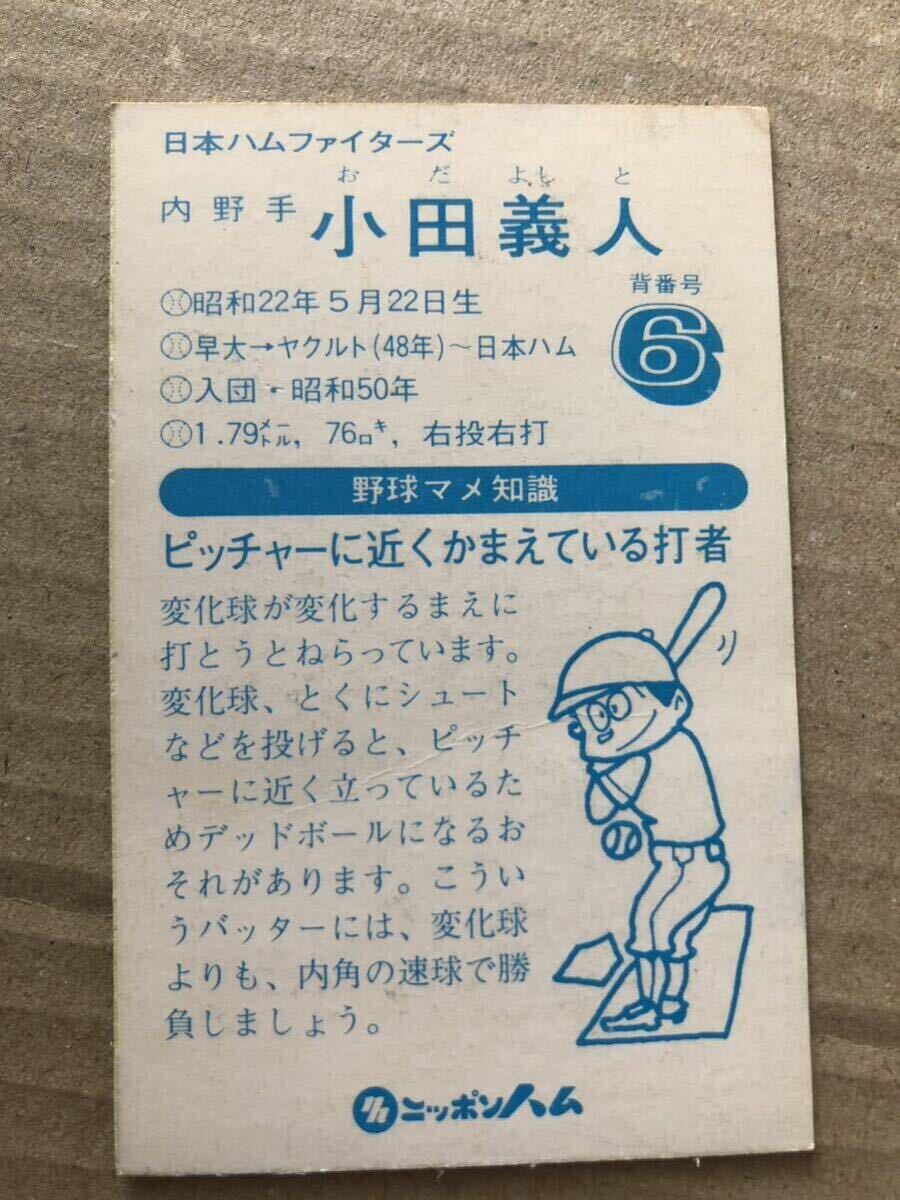 日本ハムファイターズ
おだよしと
内野手 小田義人
背番号
6
昭和22年5月22日生
早大→ヤクルト(48年)～日本ハム
入団・昭和50年
1.79メートル, 76キロ, 右投右打
野球マメ知識
ピッチャーに近くかまえている打者
変化球が変化するまえに
打とうとねらっています。
変化球、とくにシュート
などを投げると、ピッチ
ャーに近く立っているた
めデッドボールになるお
それがあります。こうい
うバッターには、変化球
よりも、内角の速球で勝
負しましょう。
ニッポンハム